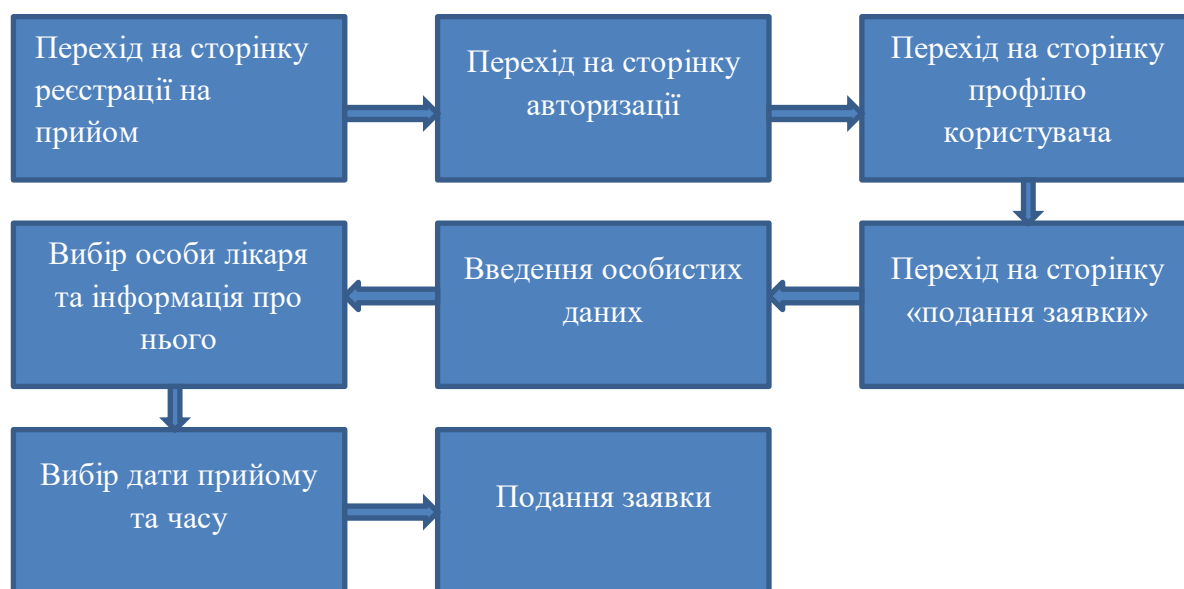 Перехід на сторінку
реєстрації на
прийом
Перехід на сторінку
авторизації
Перехід на сторінку
профілю
користувача
Перехід на сторінку
«подання заявки»
Введення особистих
даних
Вибір особи лікаря
та інформація про
нього
Вибір дати прийому
та часу
Подання заявки